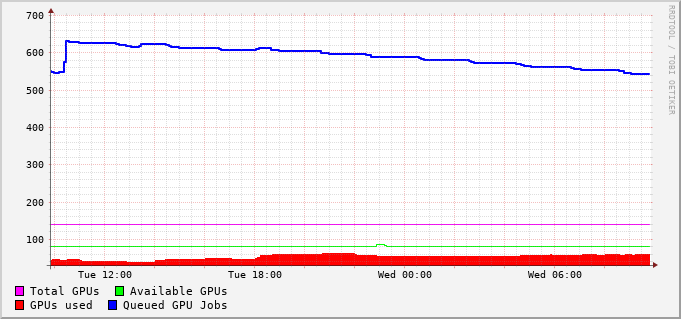 700
600
500
400
300
200
100
Tue 12:00 Tue 18:00 Wed 00:00 Wed 06:00
Total GPUs Available GPUs
GPUs used Queued GPU Jobs
RRDTOOL / TOBI OETIKER